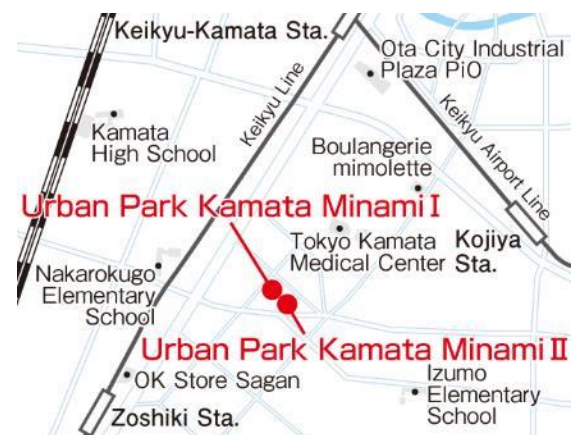 Keikyu-Kamata Sta.
Ota City Industrial
Plaza PiO
Keikyu Line
Keikyu Airport Line
Kamata
High School
Boulangerie
mimolette
Urban Park Kamata Minami I
Tokyo Kamata
Medical Center
Kojiya
Sta.
Nakarokugo
Elementary
School
Urban Park Kamata Minami II
OK Store Sagan
Izumo
Elementary
School
Zoshiki Sta.